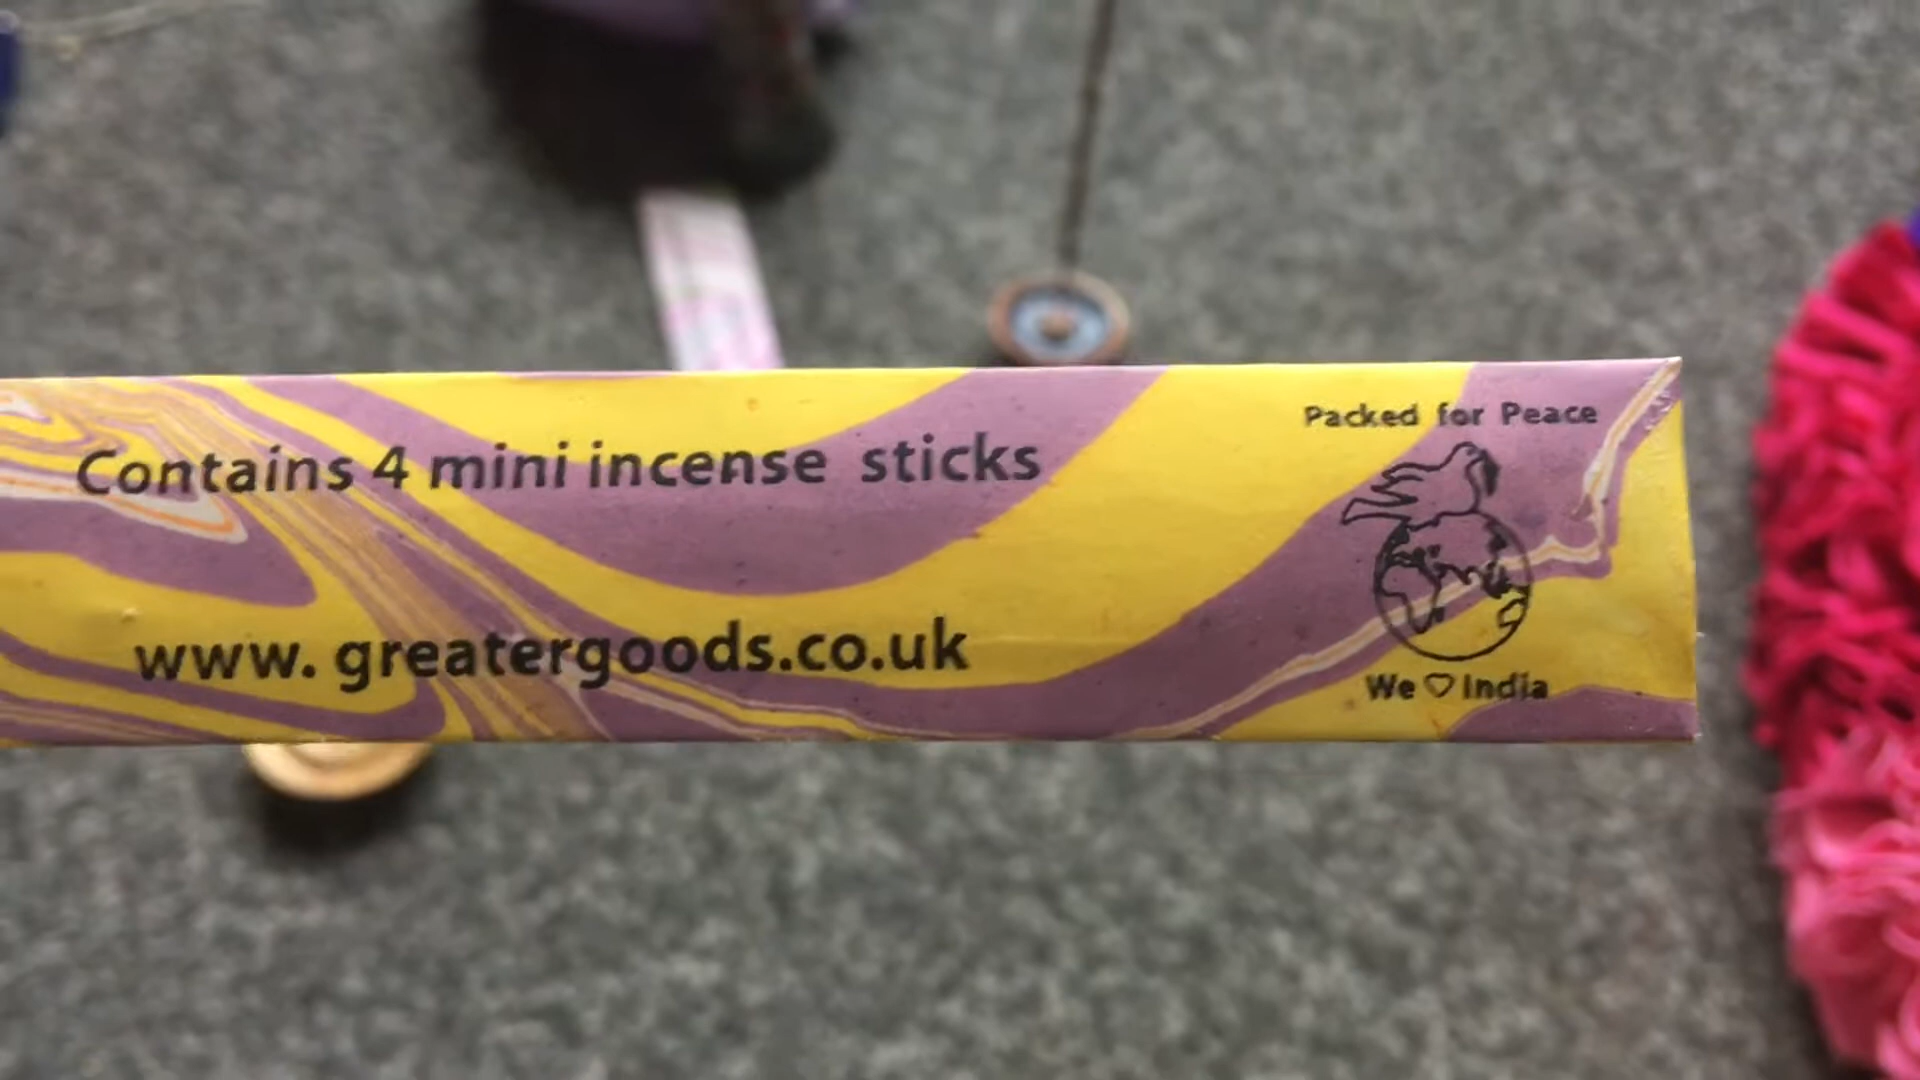 Contains 4 mini incense sticks
www. greatergoods.co.uk
Packed for Peace
We ♡ India